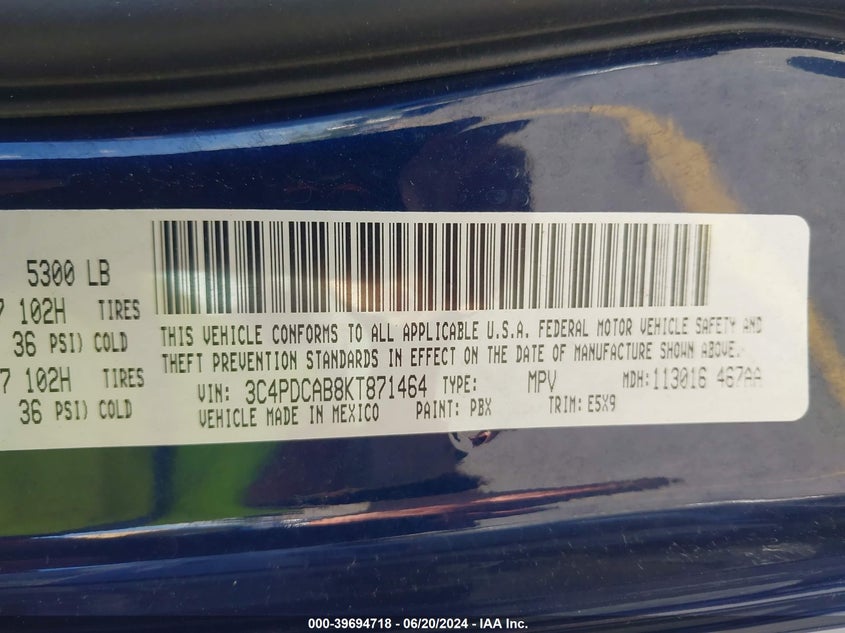 5300 LB
7 102H TIRES
36 PSI) COLD
7 102H TIRES
36 PSI) COLD
THIS VEHICLE CONFORMS TO ALL APPLICABLE U.S.A. FEDERAL MOTOR VEHICLE SAFETY AND
THEFT PREVENTION STANDARDS IN EFFECT ON THE DATE OF MANUFACTURE SHOWN ABOVE.
VIN: 3C4PDCAB8KT871464 TYPE: MPV MDH:113016 467AA
VEHICLE MADE IN MEXICO PAINT: PBX TRIM: E5X9
000-39694718 - 06/20/2024 - IAA Inc.